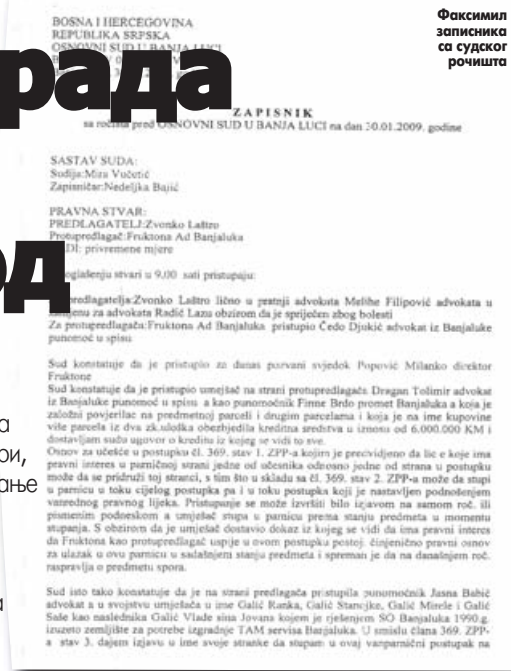 Факсимил
записника
са судског
рочишта
рада
од
а
ри,
ање
а
BOSNA I HERCEGOVINA
REPUBLIKA SRPSKA
OSNOVNI SUD U BANJA LUCI
ZAPISNIK
sa ročišta pred OSNOVNI SUD U BANJA LUCI na dan 30.01.2009. godine
SASTAV SUDA:
Sudija:Mira Vučetić
Zapisničar:Nedeljka Bajić
PRAVNA STVAR:
PREDLAGATELJ:Zvonko Laštro
Protupredlagač:Fruktona Ad Banjaluka
RADI: privremene mjere
oglašenju stvari u 9,00 sati pristupaju:
predlagatelja:Zvonko Laštro lično u pratnji advokata Melihe Filipović advokata u
zamjenu za advokata Radić Lazu obzirom da je spriječen zbog bolesti
Za protupredlagača:Fruktona Ad Banjaluka pristupio Čedo Djukić advokat iz Banjaluke
punomoć u spisu
Sud konstatuje da je pristupio za danas pozvani svjedok Popović Milanko direktor
Fruktone
Sud konstatuje da je pristupio umješač na strani protupredlagača Dragan Tolimir advokat
iz Banjaluke punomoć u spisu a kao punomoćnik Firme Brdo promet Banjaluka a koja je
založni povjerilac na predmetnoj parceli i drugim parcelama i koja je na ime kupovine
više parcela iz dva zk.uloška obezbjedila kreditna sredstva u iznosu od 6.000.000 KM i
dostavljam sudu ugovor o kreditu iz kojeg se vidi to sve.
Osnov za učešće u postupku čl. 369. stav 1. ZPP-a kojim je precvidjeno da lic e koje ima
pravni interes u parničnoj strani jedne od učesnika odnosno jedne od strana u postupku
može da se pridruži toj stranci, s tim što u skladu sa čl. 369. stav 2. ZPP-a može da stupi
u parnicu u toku cijelog postupka pa i u toku postupka koji je nastavljen podnošenjem
vanrednog pravnog lijeka. Pristupanje se može izvršiti bilo izjavom na samom roč. ili
pismenim podneskom a umješač stupa u parnicu prema stanju predmeta u momentu
stupanja. S obzirom da je umješač dostavio dokaz iz kojeg se vidi da ima pravni interes
da Fruktona kao protupredlagač uspije u ovom postupku postoj. činjenično pravni osnov
za ulazak u ovu parnicu u sadašnjem stanju predmeta i spreman je da na današnjem roč.
raspravlja o predmetu spora.
Sud isto tako konstatuje da je na strani predlagača pristupila punomoćnik Jasna Babić
advokat a u svojstvu umješača u ime Galić Ranka, Galić Stanojke, Galić Mirele i Galić
Saše kao naslednika Galić Vlade sina Jovana kojem je rješenjem SO Banjaluka 1990.g.
izuzeto zemljište za potrebe izgradnje TAM servisa Banjaluka. U smislu člana 369. ZPP-
a stav 3. dajem izjavu u ime svoje stranke da stupam u ovaj vanparnični postupak na